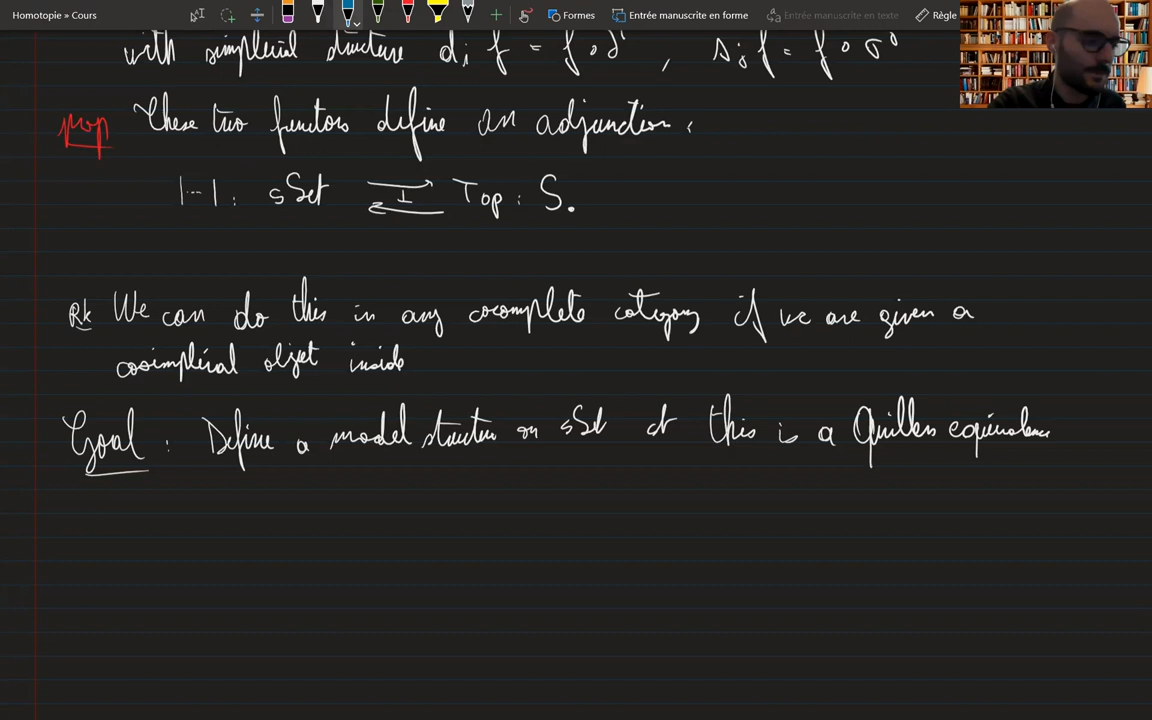 Homotopie » Cours
Formes
Entrée manuscrite en forme
Entrée manuscrite en texte
Règle
with simplicial structure d_i f = f ∘ δ^i , s_j f = f ∘ σ^j
prop These two functors define an adjunction :
|-| : sSet ⇄ Top : S.
Rk We can do this in any cocomplete category if we are given a
cosimplicial objet inside
Goal : Define a model structure on sSet st this is a Quillen equivalence